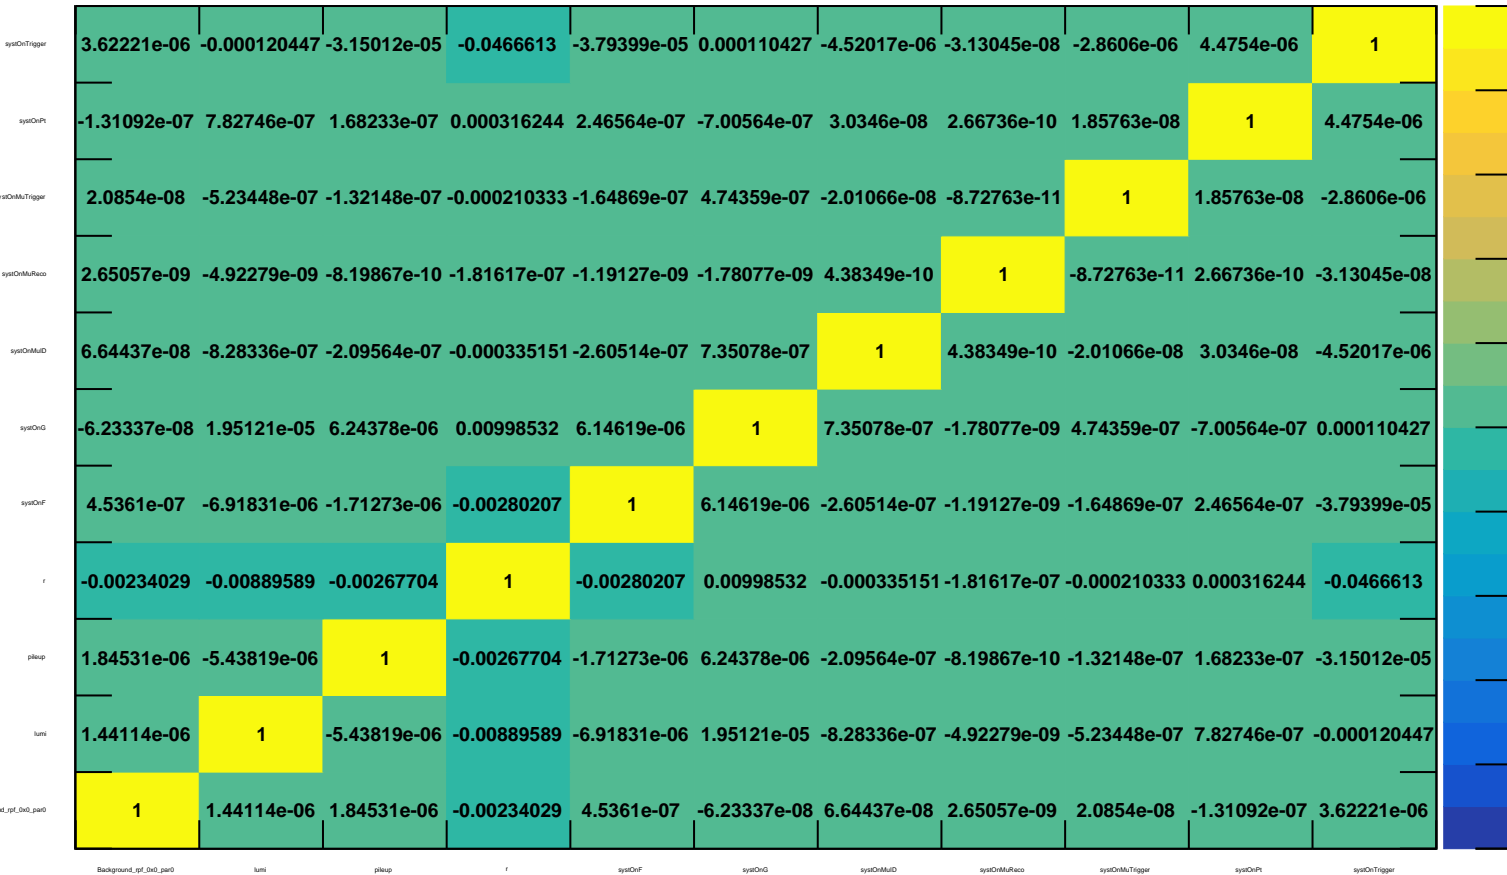 systOnTrigger 3.62221e-06 -0.000120447 -3.15012e-05 -0.0466613 -3.79399e-05 0.000110427 -4.52017e-06 -3.13045e-08 -2.8606e-06 4.4754e-06 1
systOnPt -1.31092e-07 7.82746e-07 1.68233e-07 0.000316244 2.46564e-07 -7.00564e-07 3.0346e-08 2.66736e-10 1.85763e-08 1 4.4754e-06
stOnMuTrigger 2.0854e-08 -5.23448e-07 -1.32148e-07 -0.000210333 -1.64869e-07 4.74359e-07 -2.01066e-08 -8.72763e-11 1 1.85763e-08 -2.8606e-06
systOnMuReco 2.65057e-09 -4.92279e-09 -8.19867e-10 -1.81617e-07 -1.19127e-09 -1.78077e-09 4.38349e-10 1 -8.72763e-11 2.66736e-10 -3.13045e-08
systOnMuID 6.64437e-08 -8.28336e-07 -2.09564e-07 -0.000335151 -2.60514e-07 7.35078e-07 1 4.38349e-10 -2.01066e-08 3.0346e-08 -4.52017e-06
systOnG -6.23337e-08 1.95121e-05 6.24378e-06 0.00998532 6.14619e-06 1 7.35078e-07 -1.78077e-09 4.74359e-07 -7.00564e-07 0.000110427
systOnF 4.5361e-07 -6.91831e-06 -1.71273e-06 -0.00280207 1 6.14619e-06 -2.60514e-07 -1.19127e-09 -1.64869e-07 2.46564e-07 -3.79399e-05
r -0.00234029 -0.00889589 -0.00267704 1 -0.00280207 0.00998532 -0.000335151 -1.81617e-07 -0.000210333 0.000316244 -0.0466613
pileup 1.84531e-06 -5.43819e-06 1 -0.00267704 -1.71273e-06 6.24378e-06 -2.09564e-07 -8.19867e-10 -1.32148e-07 1.68233e-07 -3.15012e-05
lumi 1.44114e-06 1 -5.43819e-06 -0.00889589 -6.91831e-06 1.95121e-05 -8.28336e-07 -4.92279e-09 -5.23448e-07 7.82746e-07 -0.000120447
d_rpf_0x0_par0 1 1.44114e-06 1.84531e-06 -0.00234029 4.5361e-07 -6.23337e-08 6.64437e-08 2.65057e-09 2.0854e-08 -1.31092e-07 3.62221e-06
Background_rpf_0x0_par0 lumi pileup r systOnF systOnG systOnMuID systOnMuReco systOnMuTrigger systOnPt systOnTrigger